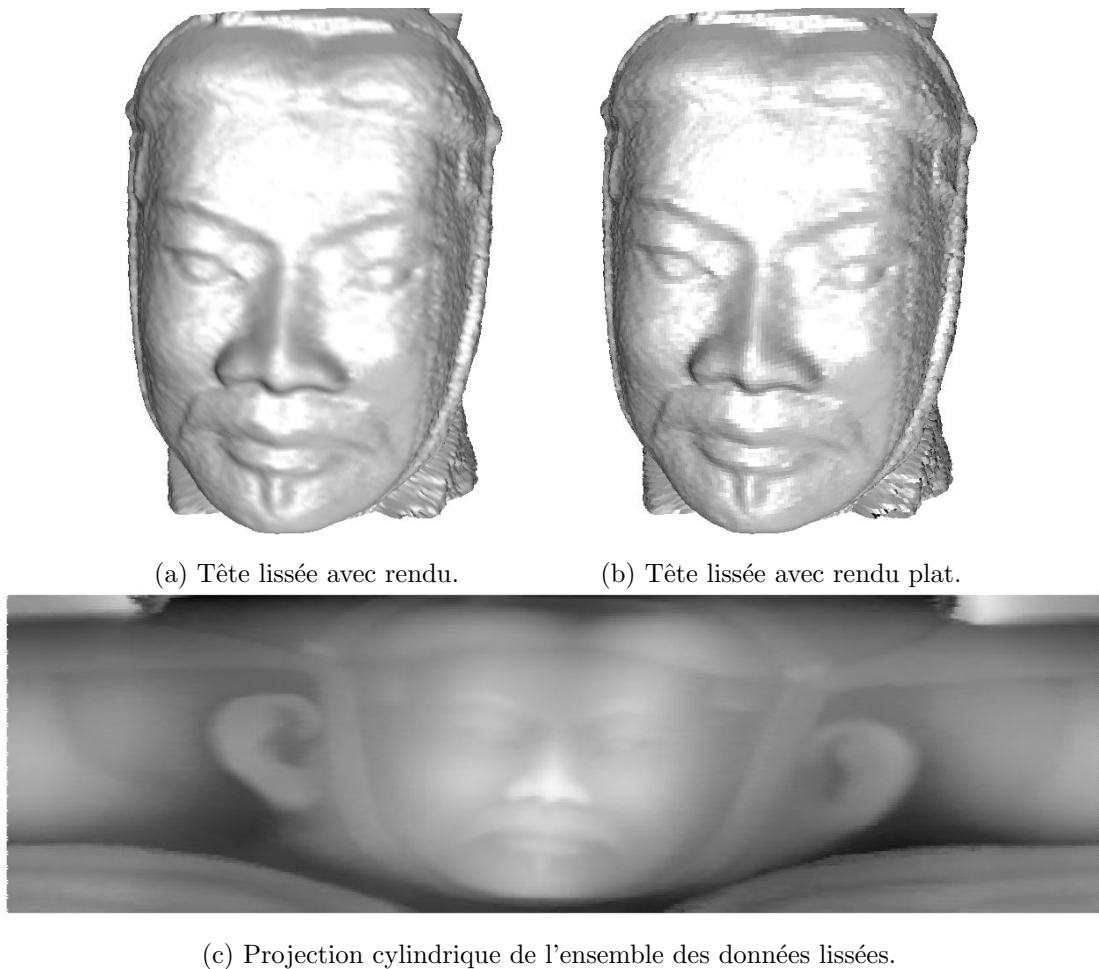 (a) Tête lissée avec rendu.
(b) Tête lissée avec rendu plat.
(c) Projection cylindrique de l'ensemble des données lissées.